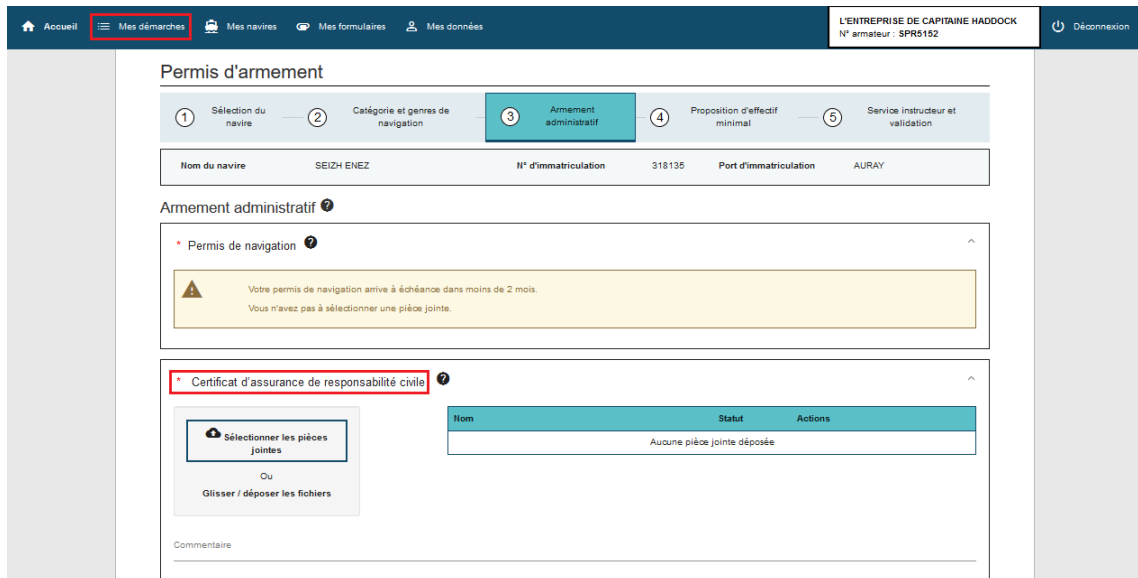 Accueil Mes démarches Mes navires Mes formulaires Mes données
L'ENTREPRISE DE CAPITAINE HADDOCK
N° armateur : SPR5152
Déconnexion
Permis d'armement
1 Sélection du navire
2 Catégorie et genres de navigation
3 Armement administratif
4 Proposition d'effectif minimal
5 Service instructeur et validation
Nom du navire SEIZH ENEZ N° d'immatriculation 318135 Port d'immatriculation AURAY
Armement administratif ?
* Permis de navigation ?
Votre permis de navigation arrive à échéance dans moins de 2 mois.
Vous n'avez pas à sélectionner une pièce jointe.
* Certificat d'assurance de responsabilité civile ?
Sélectionner les pièces
jointes
Ou
Glisser / déposer les fichiers
Nom Statut Actions
Aucune pièce jointe déposée
Commentaire